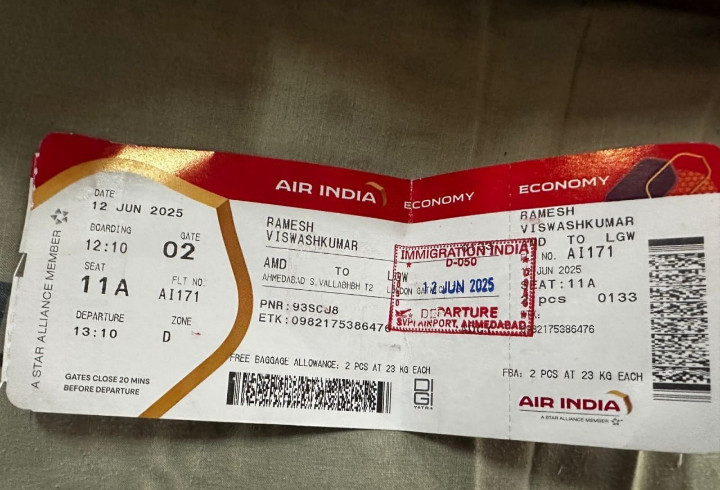 AIR INDIA
ECONOMY
ECONOMY
A STAR ALLIANCE MEMBER
DATE
12 JUN 2025
BOARDING
12:10
GATE
02
SEAT
11A
FLT NO.
AI171
DEPARTURE
13:10
ZONE
D
GATES CLOSE 20 MINS
BEFORE DEPARTURE
RAMESH
VISWASHKUMAR
AMD TO LGW
AHMEDABAD S.VALLABHBH T2
PNR:93SCJ8
ETK:0982175386476
FREE BAGGAGE ALLOWANCE: 2 PCS AT 23 KG EACH
DIGI
YATRA
IMMIGRATION INDIA
D-050
12 JUN 2025
DEPARTURE
SVPI AIRPORT, AHMEDABAD
RAMESH
VISWASHKUMAR
TO LGW
NO. AI171
JUN 2025
SEAT:11A
pcs 0133
82175386476
FBA: 2 PCS AT 23 KG EACH
AIR INDIA
A STAR ALLIANCE MEMBER